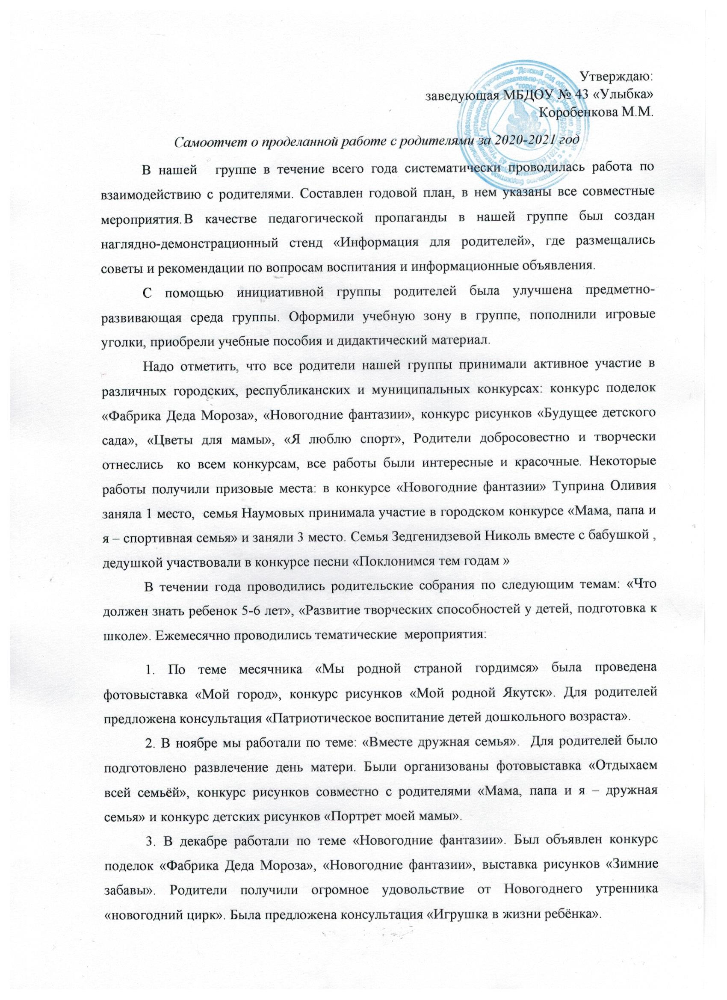 Утверждаю:
заведующая МБДОУ № 43 «Улыбка»
Коробенкова М.М.
Самоотчет о проделанной работе с родителями за 2020-2021 год
В нашей группе в течение всего года систематически проводилась работа по
взаимодействию с родителями. Составлен годовой план, в нем указаны все совместные
мероприятия.В качестве педагогической пропаганды в нашей группе был создан
наглядно-демонстрационный стенд «Информация для родителей», где размещались
советы и рекомендации по вопросам воспитания и информационные объявления.
С помощью инициативной группы родителей была улучшена предметно-
развивающая среда группы. Оформили учебную зону в группе, пополнили игровые
уголки, приобрели учебные пособия и дидактический материал.
Надо отметить, что все родители нашей группы принимали активное участие в
различных городских, республиканских и муниципальных конкурсах: конкурс поделок
«Фабрика Деда Мороза», «Новогодние фантазии», конкурс рисунков «Будущее детского
сада», «Цветы для мамы», «Я люблю спорт», Родители добросовестно и творчески
отнеслись ко всем конкурсам, все работы были интересные и красочные. Некоторые
работы получили призовые места: в конкурсе «Новогодние фантазии» Туприна Оливия
заняла 1 место, семья Наумовых принимала участие в городском конкурсе «Мама, папа и
я – спортивная семья» и заняли 3 место. Семья Зедгенидзевой Николь вместе с бабушкой ,
дедушкой участвовали в конкурсе песни «Поклонимся тем годам »
В течении года проводились родительские собрания по следующим темам: «Что
должен знать ребенок 5-6 лет», «Развитие творческих способностей у детей, подготовка к
школе». Ежемесячно проводились тематические мероприятия:
1. По теме месячника «Мы родной страной гордимся» была проведена
фотовыставка «Мой город», конкурс рисунков «Мой родной Якутск». Для родителей
предложена консультация «Патриотическое воспитание детей дошкольного возраста».
2. В ноябре мы работали по теме: «Вместе дружная семья». Для родителей было
подготовлено развлечение день матери. Были организованы фотовыставка «Отдыхаем
всей семьёй», конкурс рисунков совместно с родителями «Мама, папа и я – дружная
семья» и конкурс детских рисунков «Портрет моей мамы».
3. В декабре работали по теме «Новогодние фантазии». Был объявлен конкурс
поделок «Фабрика Деда Мороза», «Новогодние фантазии», выставка рисунков «Зимние
забавы». Родители получили огромное удовольствие от Новогоднего утренника
«новогодний цирк». Была предложена консультация «Игрушка в жизни ребёнка».